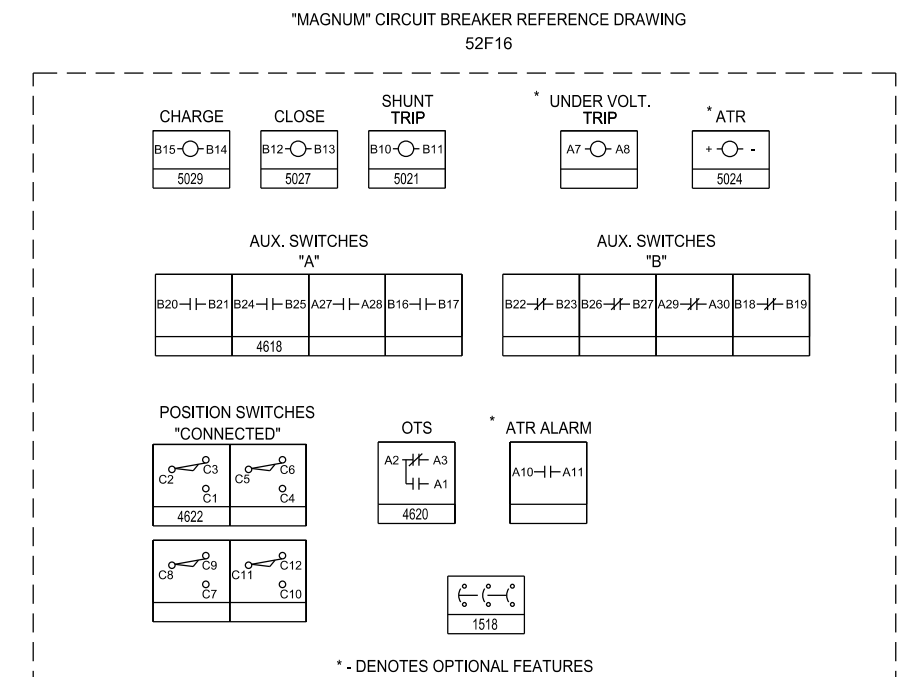 "MAGNUM" CIRCUIT BREAKER REFERENCE DRAWING
52F16
CHARGE
B15 B14
5029
CLOSE
B12 B13
5027
SHUNT
TRIP
B10 B11
5021
* UNDER VOLT.
TRIP
A7 A8
* ATR
+ -
5024
AUX. SWITCHES
"A"
B20 B21 B24 B25 A27 A28 B16 B17
4618
AUX. SWITCHES
"B"
B22 B23 B26 B27 A29 A30 B18 B19
POSITION SWITCHES
"CONNECTED"
C2 C3 C1
C5 C6 C4
4622
C8 C9 C7
C11 C12 C10
OTS
A2 A3
A1
4620
* ATR ALARM
A10 A11
1518
* - DENOTES OPTIONAL FEATURES